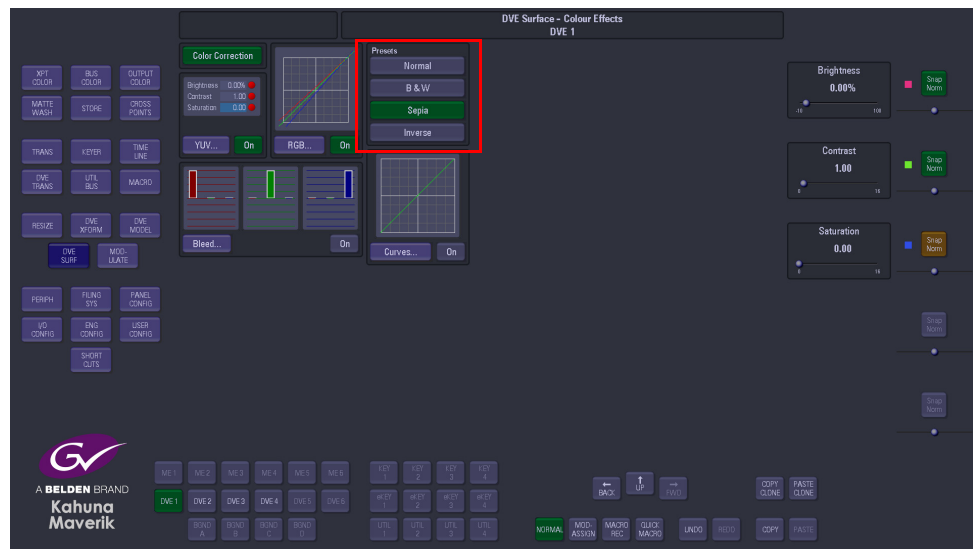 DVE Surface - Colour Effects
DVE 1
Color Correction
Brightness 0.00%
Contrast 1.00
Saturation 0.00
YUV... On
RGB... On
Presets
Normal
B & W
Sepia
Inverse
Bleed... On
Curves... On
Brightness
0.00%
-10 100
Snap
Norm
Contrast
1.00
0 16
Snap
Norm
Saturation
0.00
0 16
Snap
Norm
Snap
Norm
Snap
Norm
XPT
COLOR
BUS
COLOR
OUTPUT
COLOR
MATTE
WASH
STORE
CROSS
POINTS
TRANS
KEYER
TIME
LINE
DVE
TRANS
UTIL
BUS
MACRO
RESIZE
DVE
XFORM
DVE
MODEL
DVE
SURF
MOD-
ULATE
PERIPH
FILING
SYS
PANEL
CONFIG
I/O
CONFIG
ENG
CONFIG
USER
CONFIG
SHORT
CUTS
GV
A BELDEN BRAND
Kahuna
Maverik
ME 1 ME 2 ME 3 ME 4 ME 5 ME 6
DVE 1 DVE 2 DVE 3 DVE 4 DVE 5 DVE 6
BGND
A
BGND
B
BGND
C
BGND
D
KEY
1
KEY
2
KEY
3
KEY
4
eKEY
1
eKEY
2
eKEY
3
eKEY
4
UTIL
1
UTIL
2
UTIL
3
UTIL
4
BACK
UP
FWD
COPY
CLONE
PASTE
CLONE
NORMAL
MOD-
ASSIGN
MACRO
REC
QUICK
MACRO
UNDO
REDO
COPY
PASTE